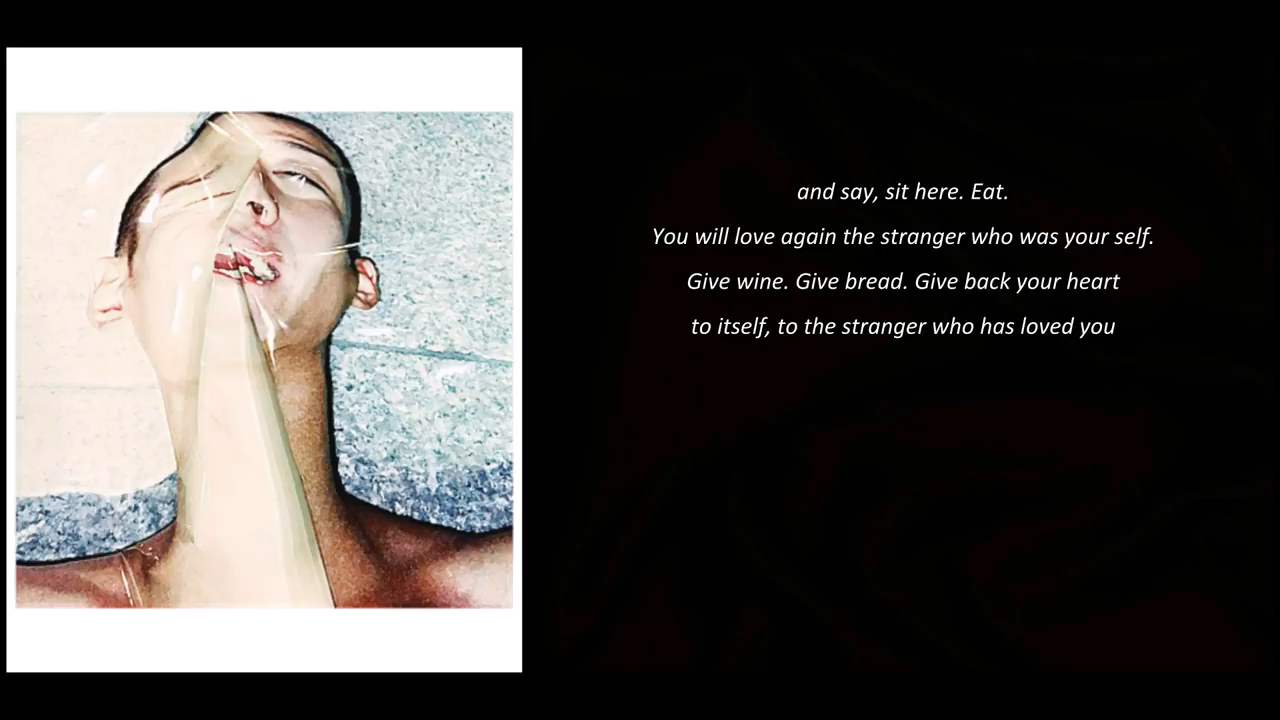 and say, sit here. Eat.
You will love again the stranger who was your self.
Give wine. Give bread. Give back your heart
to itself, to the stranger who has loved you